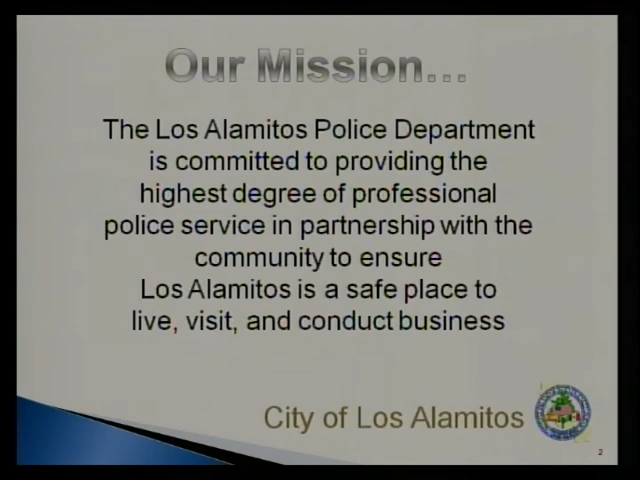 Our Mission...
The Los Alamitos Police Department
is committed to providing the
highest degree of professional
police service in partnership with the
community to ensure
Los Alamitos is a safe place to
live, visit, and conduct business
City of Los Alamitos
2